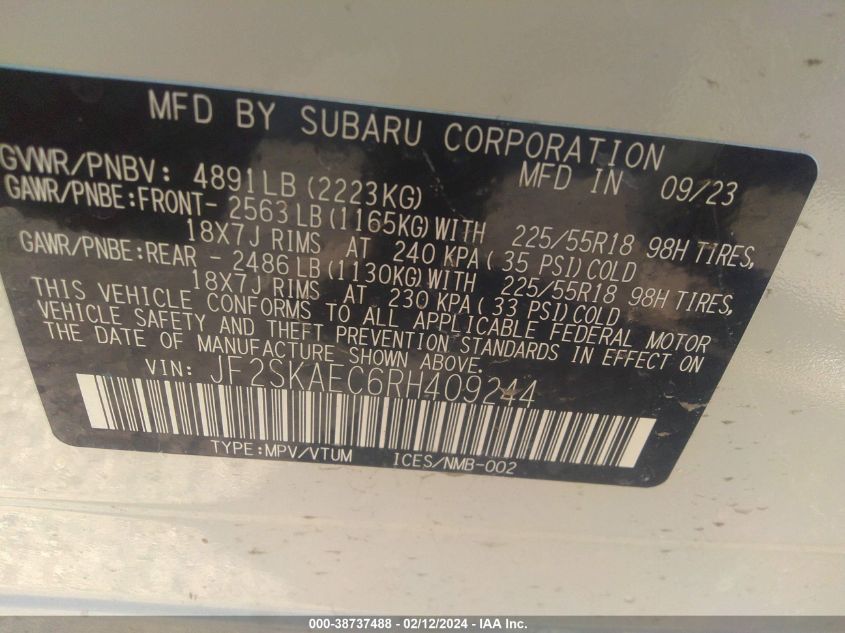 MFD BY SUBARU CORPORATION
MFD IN 09/23
GVWR/PNBV: 4891LB (2223KG)
GAWR/PNBE:FRONT- 2563LB (1165KG) WITH 225/55R18 98H TIRES,
18X7J RIMS AT 240 KPA( 35 PSI) COLD
GAWR/PNBE:REAR - 2486LB (1130KG) WITH 225/55R18 98H TIRES,
18X7J RIMS AT 230 KPA (33 PSI) COLD
THIS VEHICLE CONFORMS TO ALL APPLICABLE FEDERAL MOTOR
VEHICLE SAFETY AND THEFT PREVENTION STANDARDS IN EFFECT ON
THE DATE OF MANUFACTURE SHOWN ABOVE.
VIN: JF2SKAEC6RH409244
TYPE:MPV/VTUM ICES/NMB-002
000-38737488 - 02/12/2024 - IAA Inc.